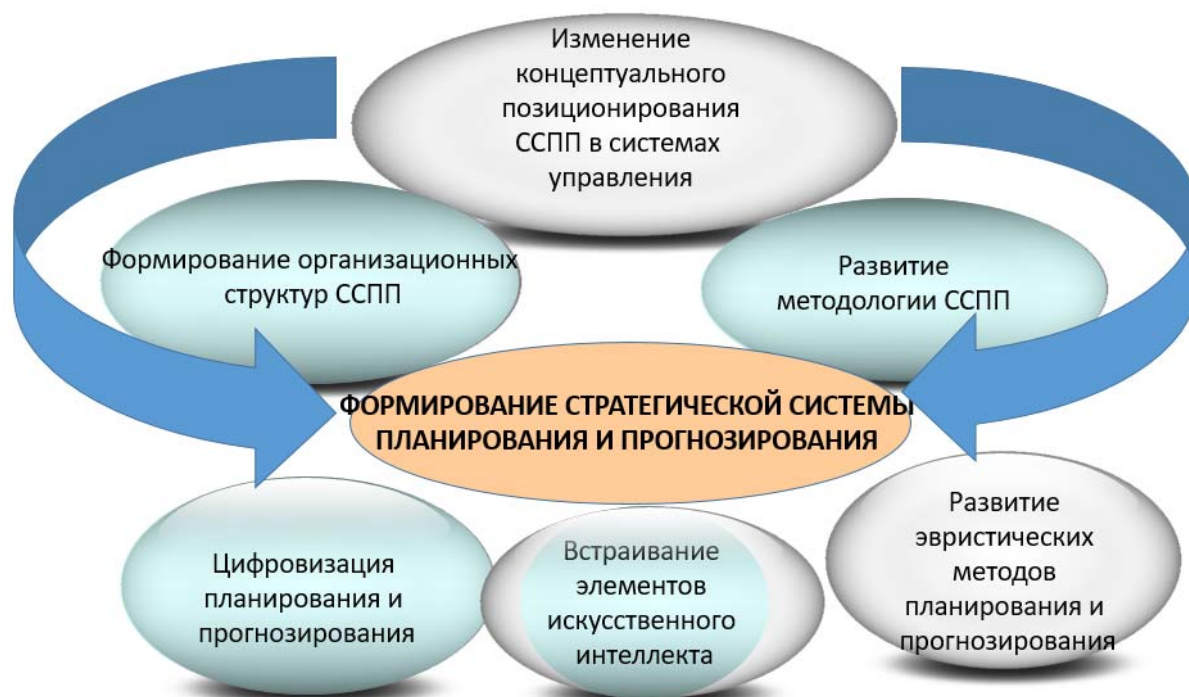 Изменение
концептуального
позиционирования
ССПП в системах
управления
Формирование организационных
структур ССПП
Развитие
методологии ССПП
ФОРМИРОВАНИЕ СТРАТЕГИЧЕСКОЙ СИСТЕМЫ
ПЛАНИРОВАНИЯ И ПРОГНОЗИРОВАНИЯ
Цифровизация
планирования и
прогнозирования
Встраивание
элементов
искусственного
интеллекта
Развитие
эвристических
методов
планирования и
прогнозирования